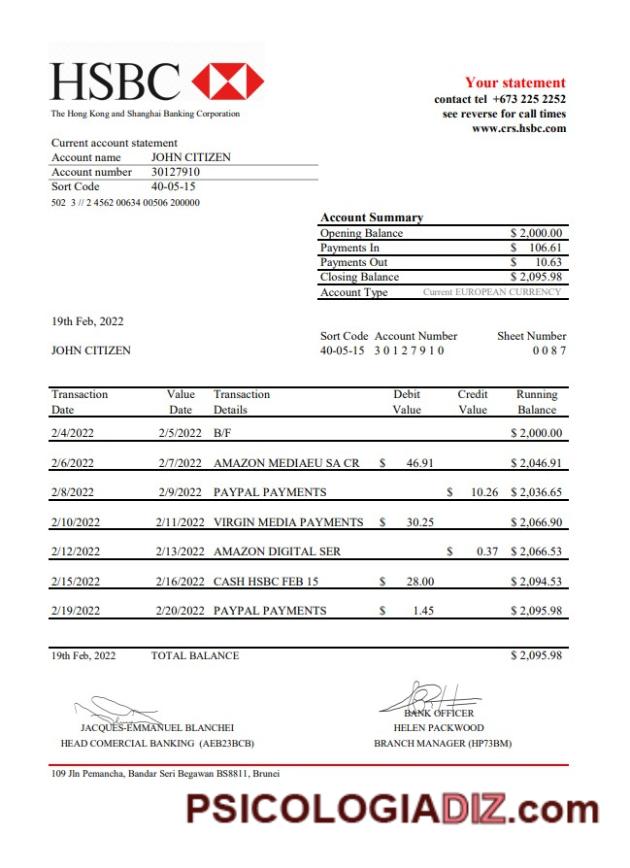 HSBC
The Hong Kong and Shanghai Banking Corporation
Your statement
contact tel +673 225 2252
see reverse for call times
www.crs.hsbc.com
Current account statement
Account name JOHN CITIZEN
Account number 30127910
Sort Code 40-05-15
502 3 // 2 4562 00634 00506 200000
Account Summary
Opening Balance $ 2,000.00
Payments In $ 106.61
Payments Out $ 10.63
Closing Balance $ 2,095.98
Account Type Current EUROPEAN CURRENCY
19th Feb, 2022
Sort Code Account Number Sheet Number
JOHN CITIZEN 40-05-15 3 0 1 2 7 9 1 0 0 0 8 7
Transaction Value Transaction Debit Credit Running
Date Date Details Value Value Balance
2/4/2022 2/5/2022 B/F $ 2,000.00
2/6/2022 2/7/2022 AMAZON MEDIAEU SA CR $ 46.91 $ 2,046.91
2/8/2022 2/9/2022 PAYPAL PAYMENTS $ 10.26 $ 2,036.65
2/10/2022 2/11/2022 VIRGIN MEDIA PAYMENTS $ 30.25 $ 2,066.90
2/12/2022 2/13/2022 AMAZON DIGITAL SER $ 0.37 $ 2,066.53
2/15/2022 2/16/2022 CASH HSBC FEB 15 $ 28.00 $ 2,094.53
2/19/2022 2/20/2022 PAYPAL PAYMENTS $ 1.45 $ 2,095.98
19th Feb, 2022 TOTAL BALANCE $ 2,095.98
BANK OFFICER
JACQUES-EMMANUEL BLANCHEI HELEN PACKWOOD
HEAD COMERCIAL BANKING (AEB23BCB) BRANCH MANAGER (HP73BM)
109 Jln Pemancha, Bandar Seri Begawan BS8811, Brunei
PSICOLOGIADIZ.com